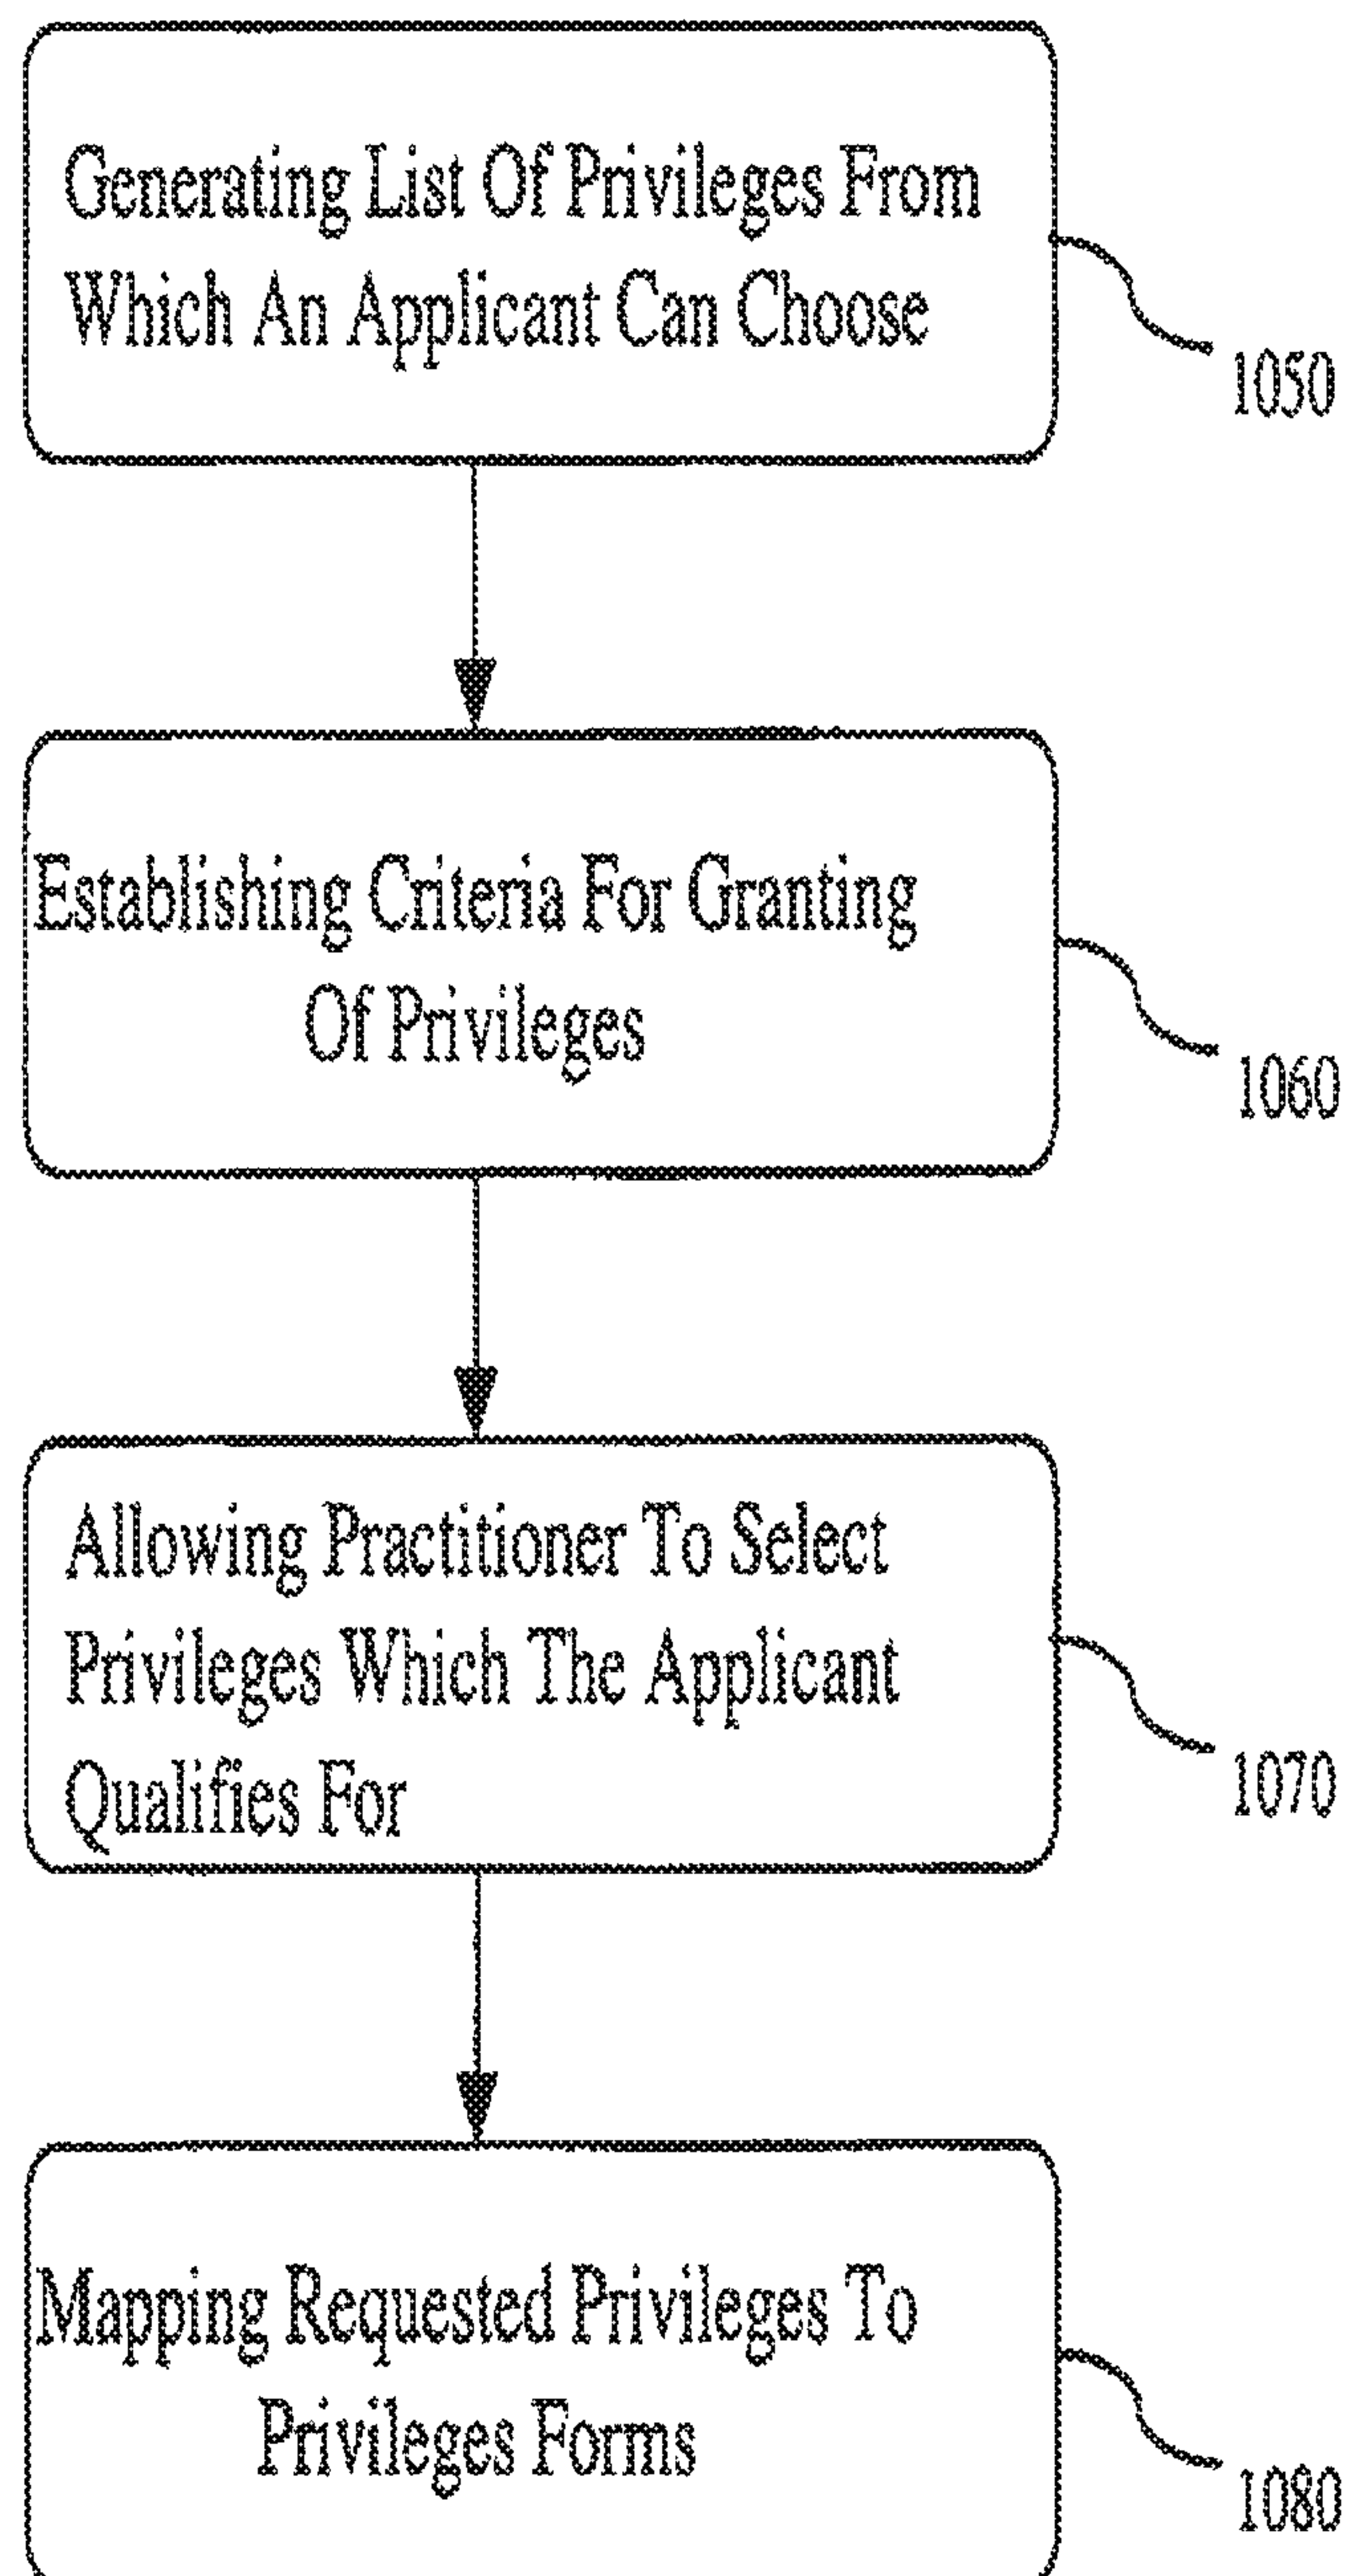 Generating List Of Privileges From
Which An Applicant Can Choose
1050
Establishing Criteria For Granting
Of Privileges
1060
Allowing Practitioner To Select
Privileges Which The Applicant
Qualifies For
1070
Mapping Requested Privileges To
Privileges Forms
1080